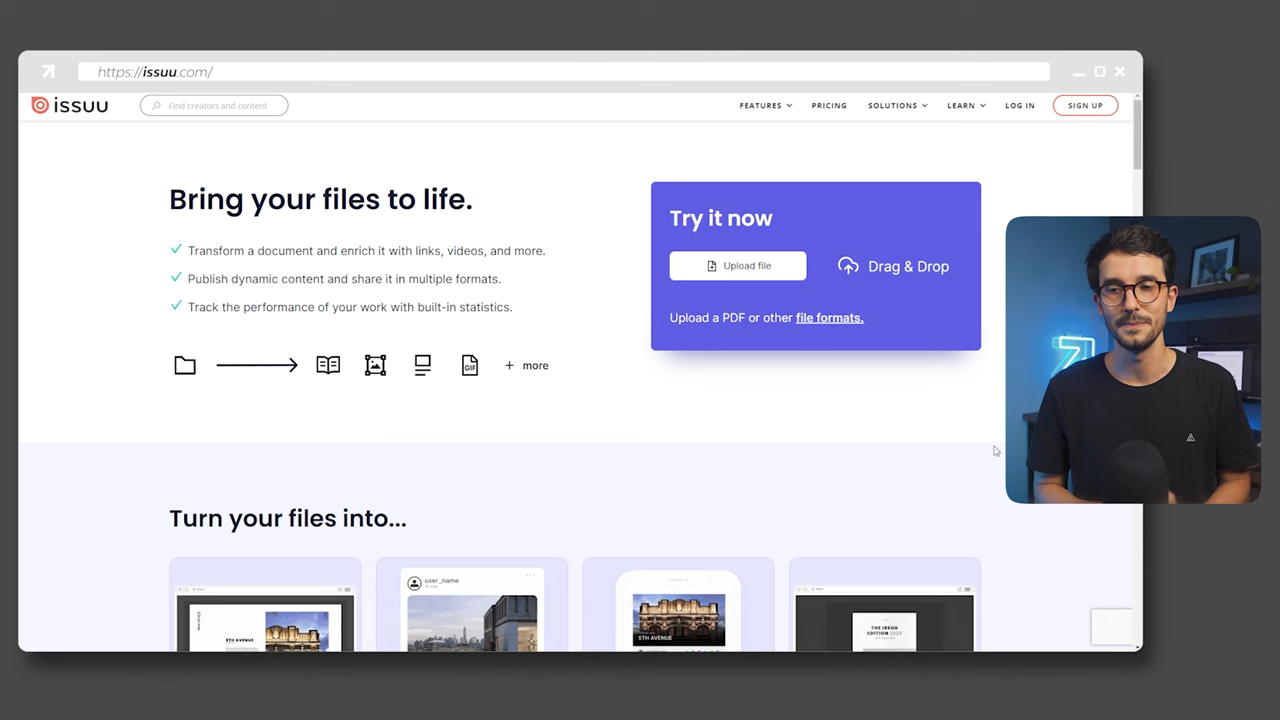 https://issuu.com/
issuu
Find creators and content
FEATURES
PRICING
SOLUTIONS
LEARN
LOG IN
SIGN UP
Bring your files to life.
Transform a document and enrich it with links, videos, and more.
Publish dynamic content and share it in multiple formats.
Track the performance of your work with built-in statistics.
GIF
+ more
Try it now
Upload file
Drag & Drop
Upload a PDF or other file formats.
Turn your files into...
5TH AVENUE
user_name
5TH AVENUE
THE ISSUU
EDITION 2023